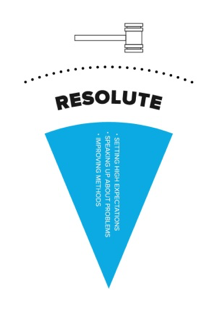 RESOLUTE
· SETTING HIGH EXPECTATIONS
· SPEAKING UP ABOUT PROBLEMS
· IMPROVING METHODS